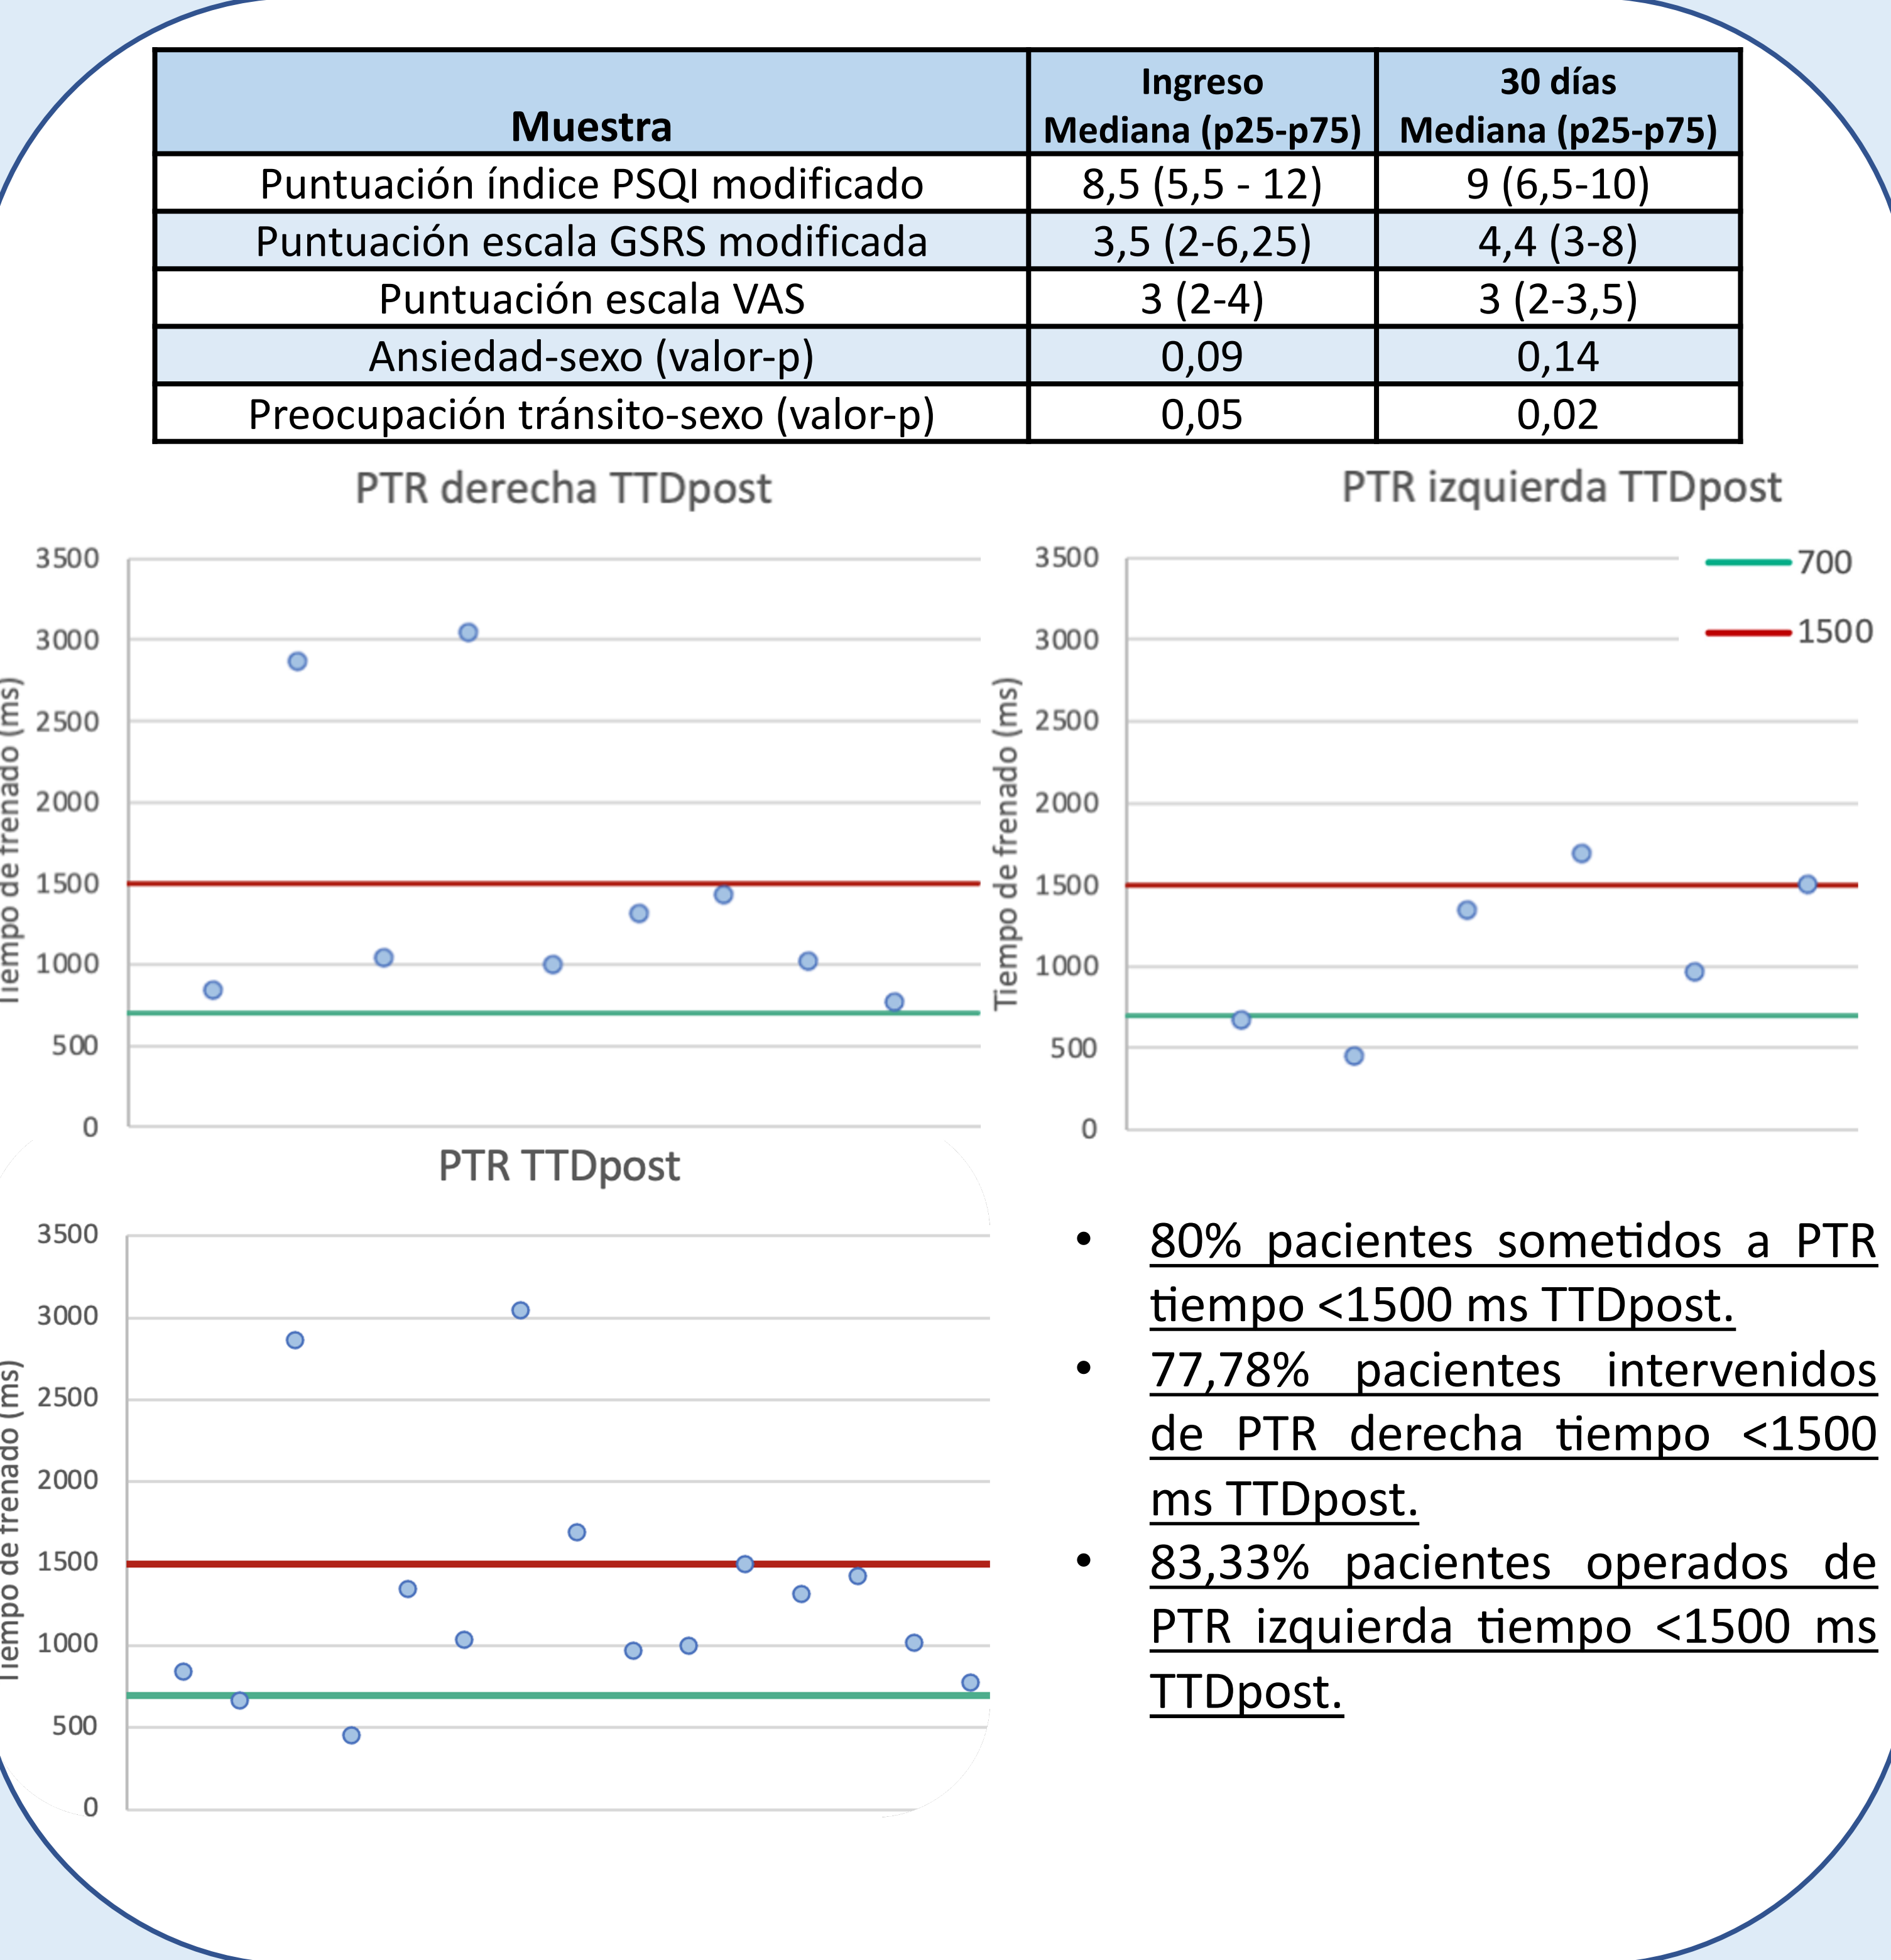 Muestra
Ingreso
Mediana (p25-p75)
30 días
Mediana (p25-p75)
Puntuación índice PSQI modificado 8,5 (5,5 - 12) 9 (6,5-10)
Puntuación escala GSRS modificada 3,5 (2-6,25) 4,4 (3-8)
Puntuación escala VAS 3 (2-4) 3 (2-3,5)
Ansiedad-sexo (valor-p) 0,09 0,14
Preocupación tránsito-sexo (valor-p) 0,05 0,02
PTR derecha TTDpost
Tiempo de frenado (ms)
3500
3000
2500
2000
1500
1000
500
0
PTR izquierda TTDpost
Tiempo de frenado (ms)
3500
3000
2500
2000
1500
1000
500
0
700
1500
PTR TTDpost
Tiempo de frenado (ms)
3500
3000
2500
2000
1500
1000
500
0
• 80% pacientes sometidos a PTR
tiempo <1500 ms TTDpost.
• 77,78% pacientes intervenidos
de PTR derecha tiempo <1500
ms TTDpost.
• 83,33% pacientes operados de
PTR izquierda tiempo <1500 ms
TTDpost.